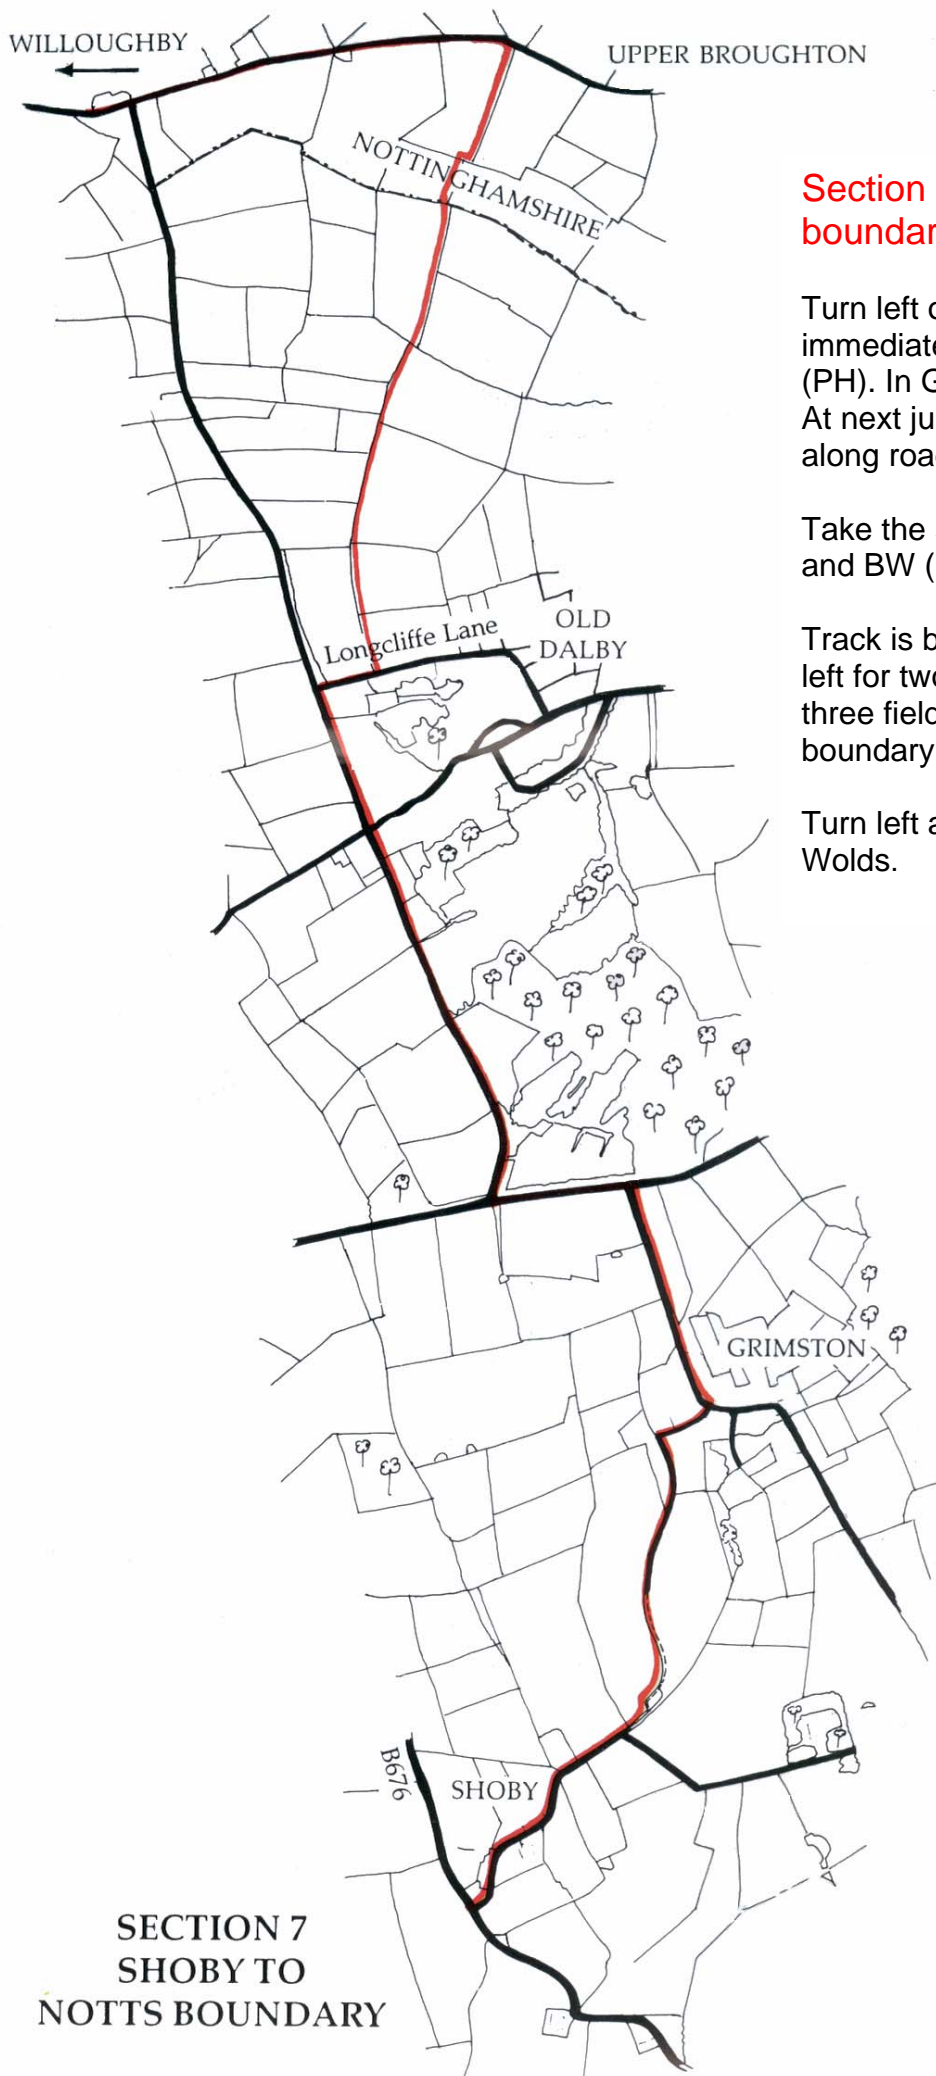 WILLOUGHBY
UPPER BROUGHTON
NOTTINGHAMSHIRE
Section
boundar
Turn left
immediate
(PH). In G
At next ju
along roa
Take the
and BW (
Track is b
left for two
three field
boundary
Turn left a
Wolds.
Longcliffe Lane
OLD
DALBY
GRIMSTON
B676
SHOBY
SECTION 7
SHOBY TO
NOTTS BOUNDARY